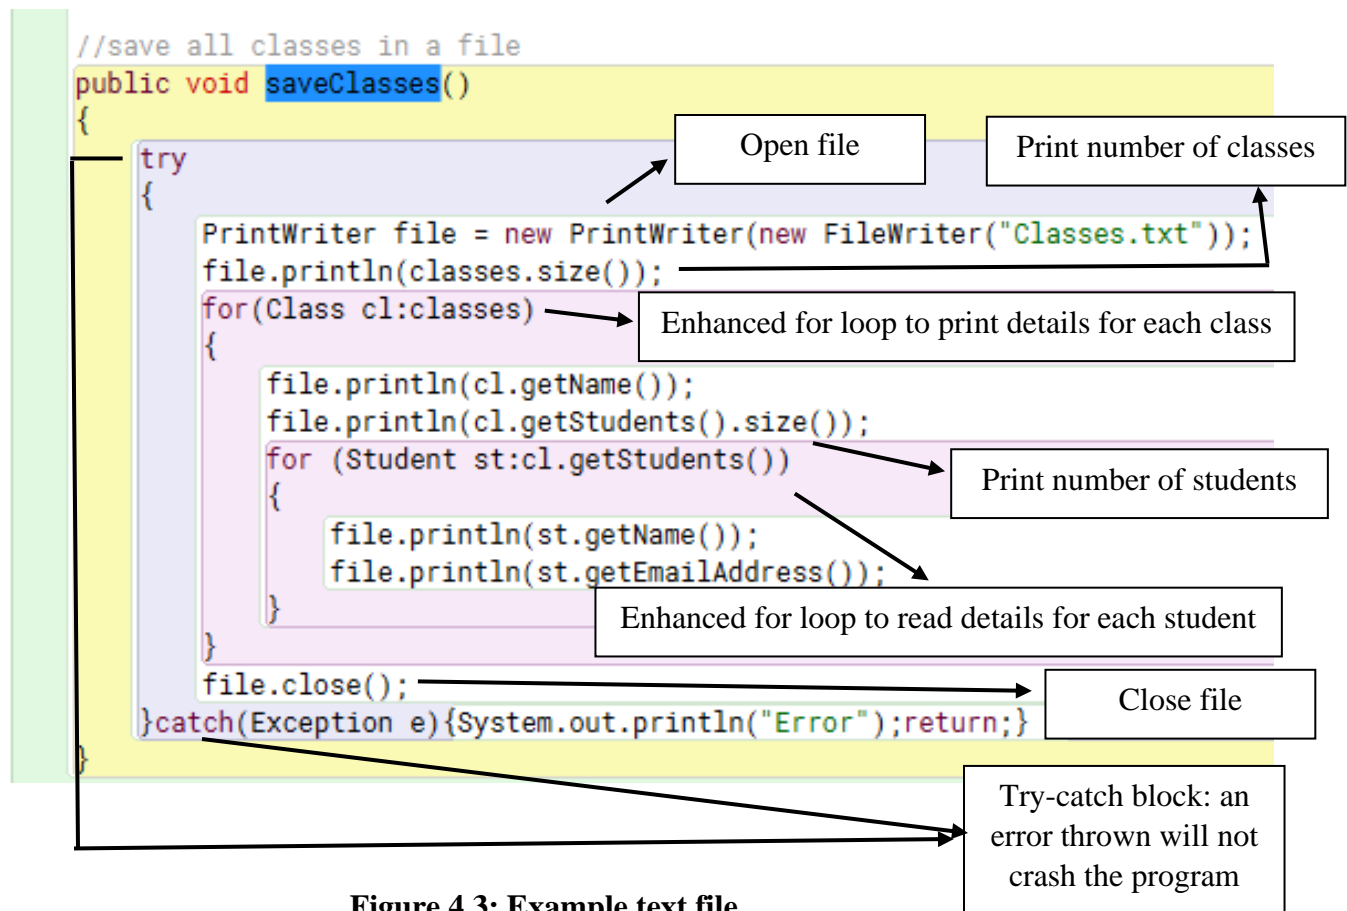 //save all classes in a file
public void saveClasses()
{
Open file
Print number of classes
try
{
PrintWriter file = new PrintWriter(new FileWriter("Classes.txt"));
file.println(classes.size());
for(Class cl:classes)
Enhanced for loop to print details for each class
{
file.println(cl.getName());
file.println(cl.getStudents().size());
for (Student st:cl.getStudents())
Print number of students
{
file.println(st.getName());
file.println(st.getEmailAddress());
}
Enhanced for loop to read details for each student
}
file.close();
Close file
}catch(Exception e){System.out.println("Error");return;}
}
Try-catch block: an
error thrown will not
crash the program
Figure 4.3: Example text file